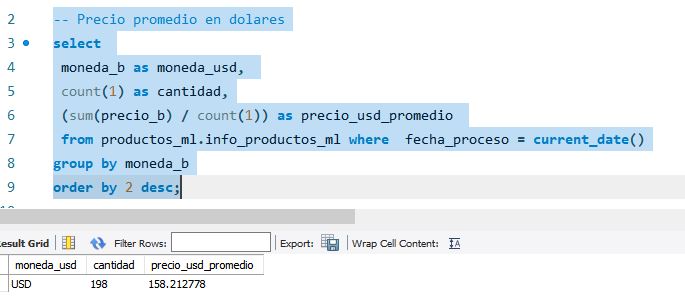 2 -- Precio promedio en dolares
3 select
4 moneda_b as moneda_usd,
5 count(1) as cantidad,
6 (sum(precio_b) / count(1)) as precio_usd_promedio
7 from productos_ml.info_productos_ml where fecha_proceso = current_date()
8 group by moneda_b
9 order by 2 desc;
esult Grid Filter Rows: Export: Wrap Cell Content:
moneda_usd cantidad precio_usd_promedio
USD 198 158.212778